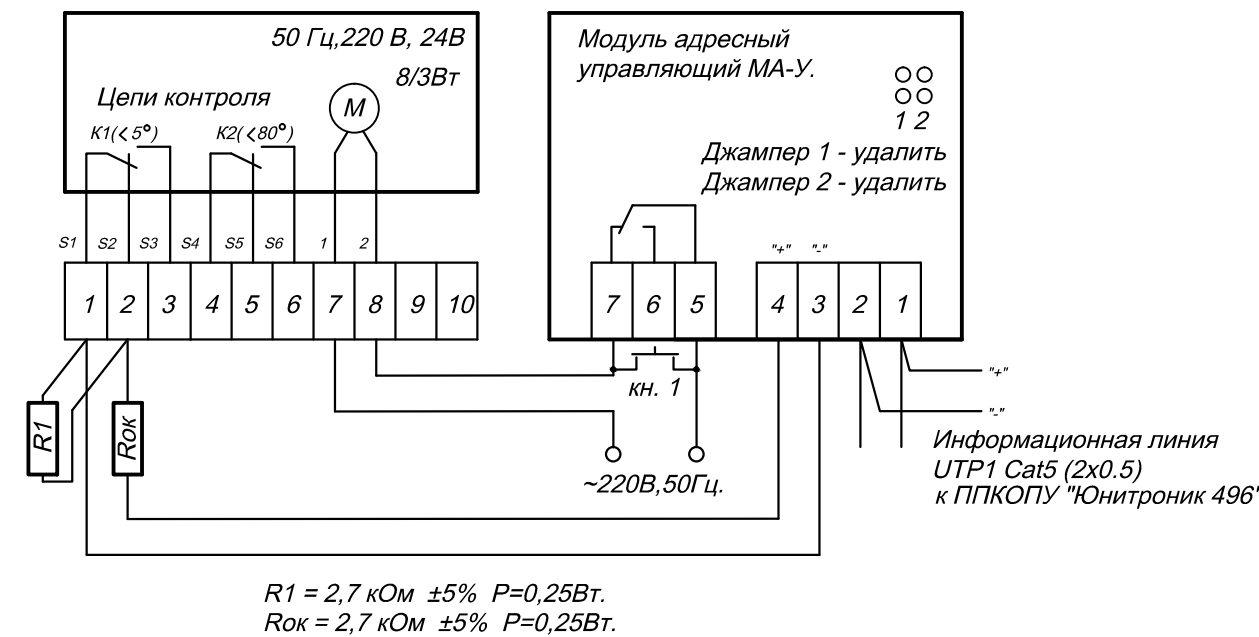 50 Гц,220 В, 24В
8/3Вт
Цепи контроля
М
К1(<5°)
К2(<80°)
S1 S2 S3 S4 S5 S6 1 2
1 2 3 4 5 6 7 8 9 10
Модуль адресный
управляющий МА-У.
1 2
Джампер 1 - удалить
Джампер 2 - удалить
"+" "-"
7 6 5 4 3 2 1
кн. 1
"+"
"-"
R1
Rок
~220В,50Гц.
Информационная линия
UTP1 Cat5 (2x0.5)
к ППКОПУ "Юнитроник 496"
R1 = 2,7 кОм ±5% P=0,25Вт.
Rок = 2,7 кОм ±5% P=0,25Вт.